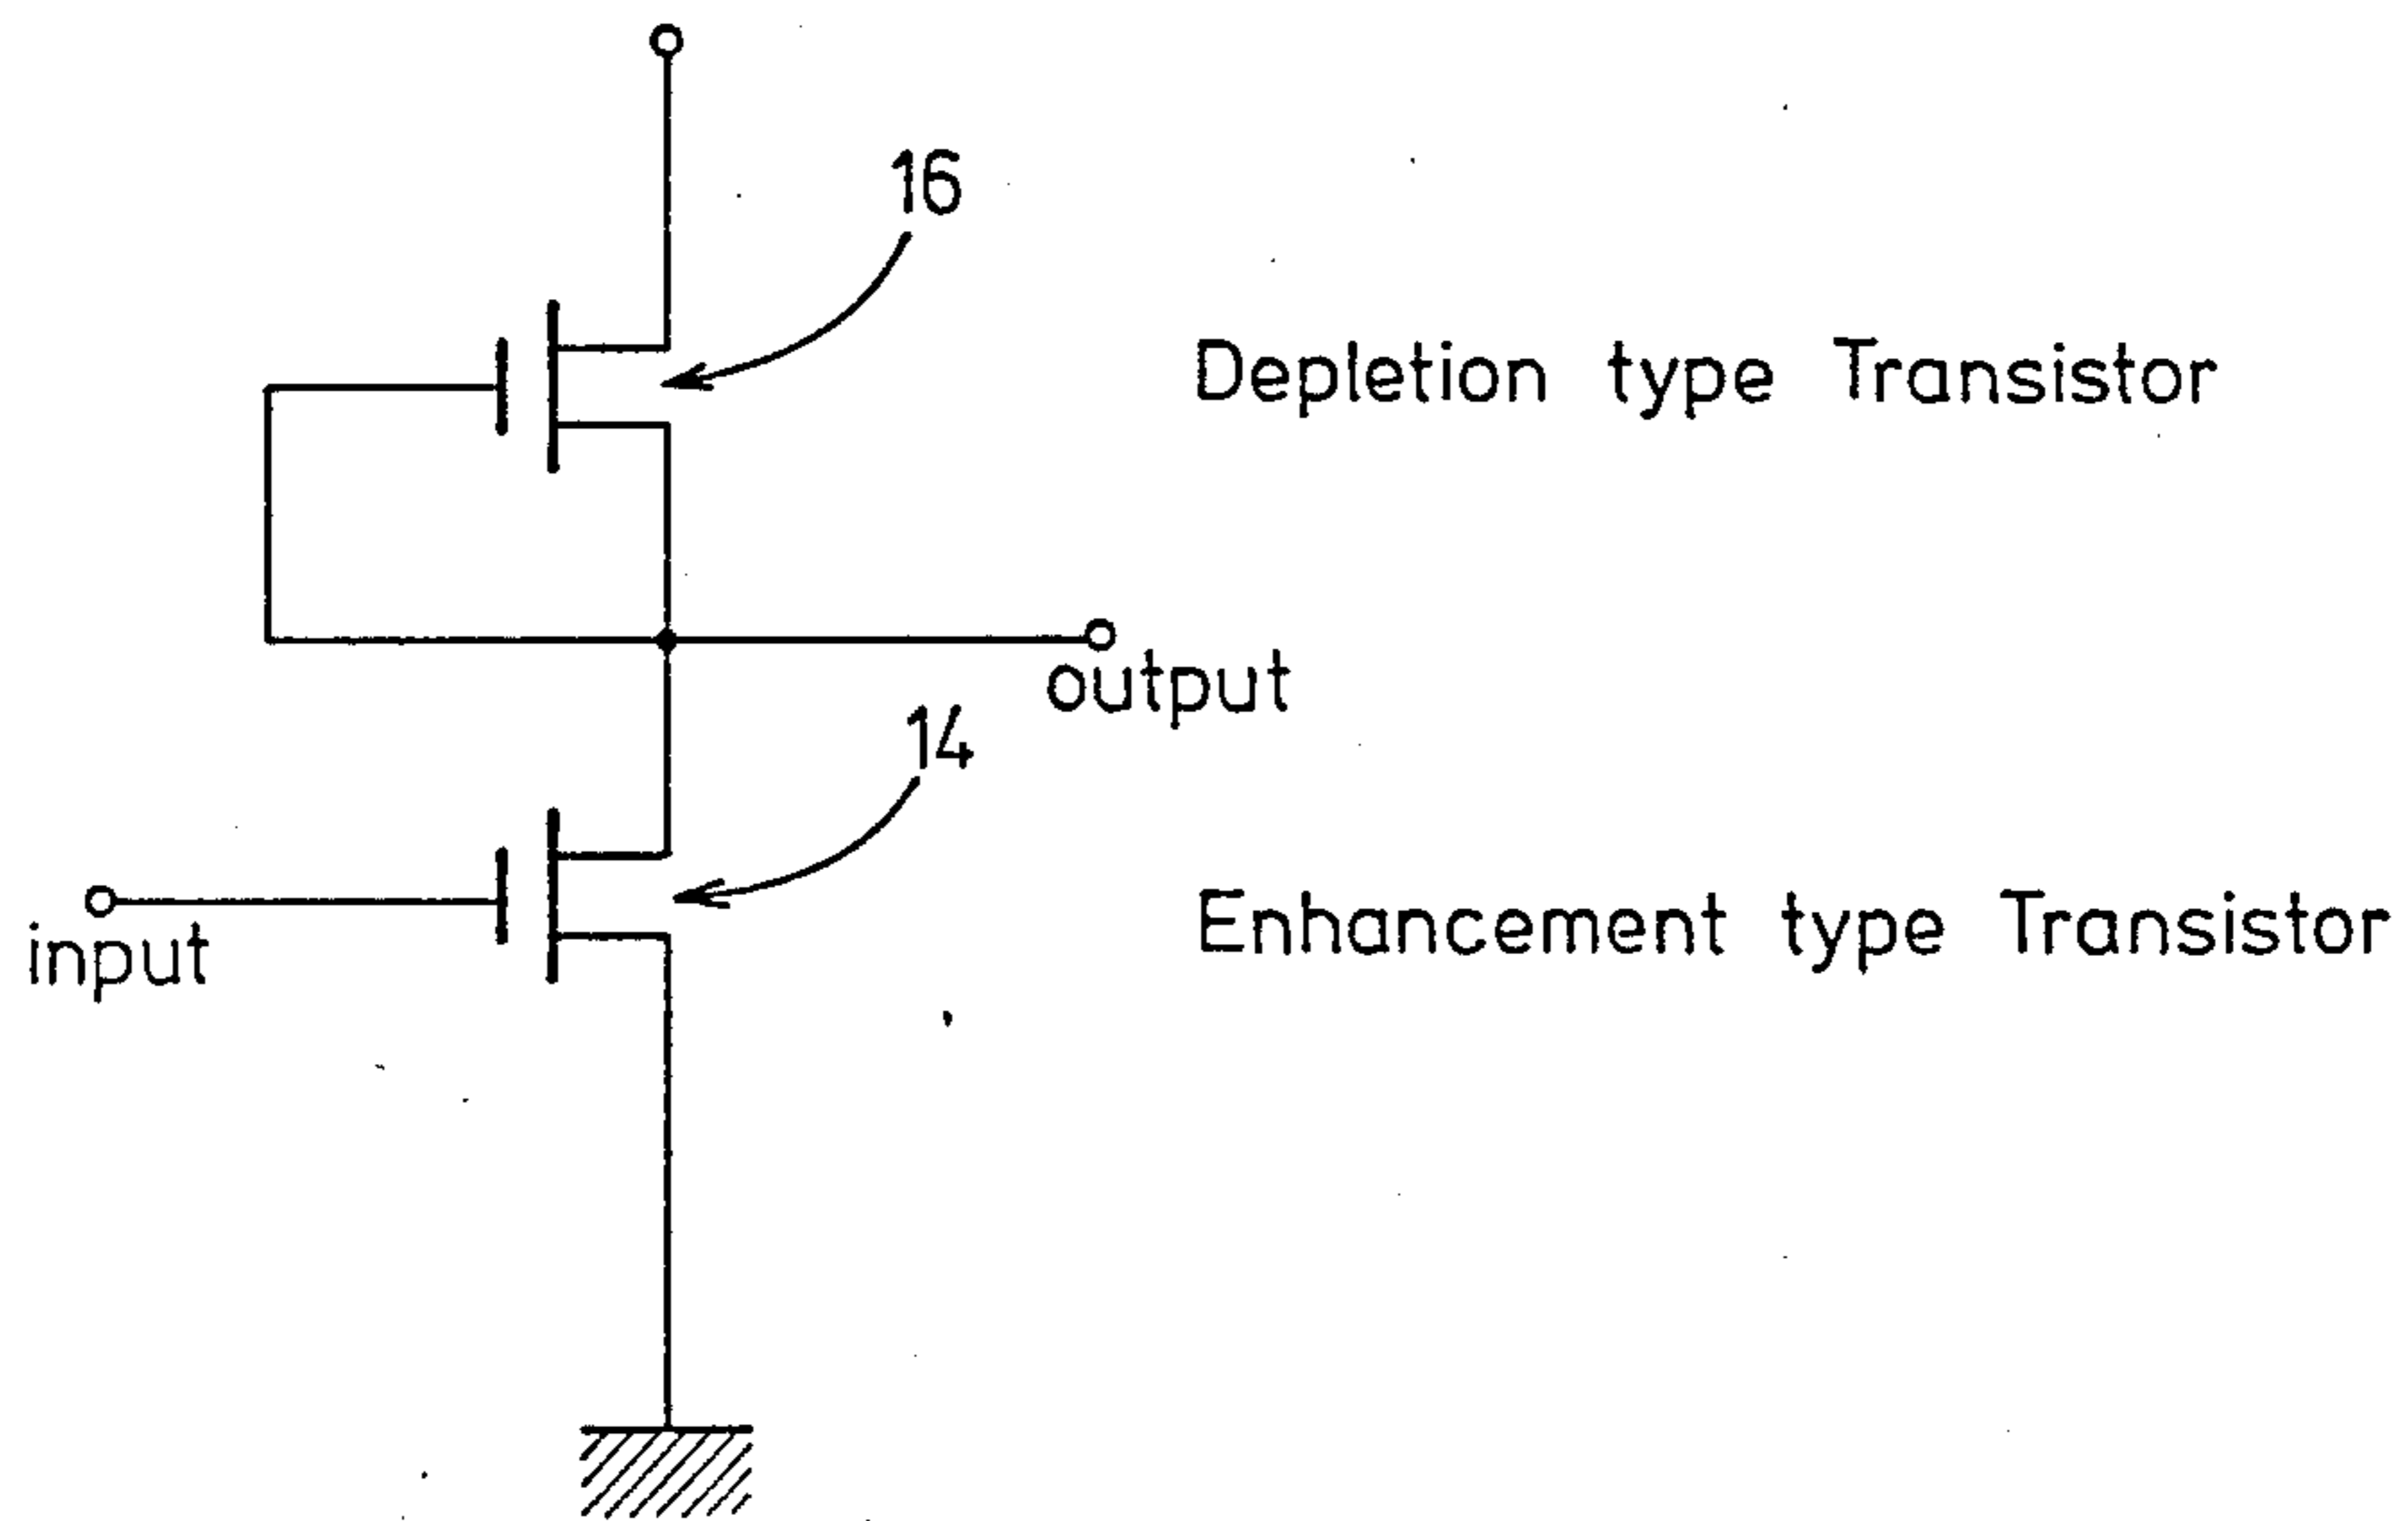 16
Depletion type Transistor
output
14
input
Enhancement type Transistor